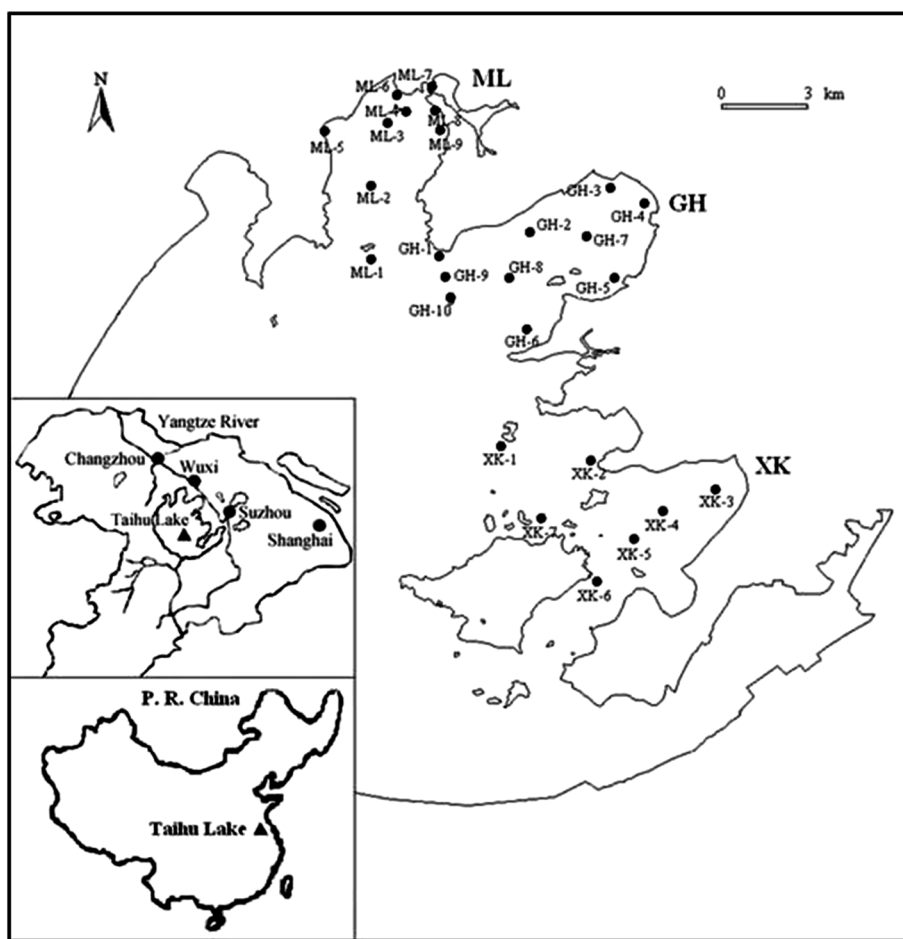 N
ML-7
ML
ML-6
0 3 km
ML-4
ML-8
ML-3
ML-5
ML-9
GH-3
ML-2
GH
GH-4
GH-2
GH-7
GH-1
ML-1
GH-9
GH-8
GH-5
GH-10
GH-6
Yangtze River
XK-1
Changzhou
Wuxi
XK-2
XK
XK-3
Suzhou
Taihu Lake
XK-4
XK-7
Shanghai
XK-5
XK-6
P. R. China
Taihu Lake